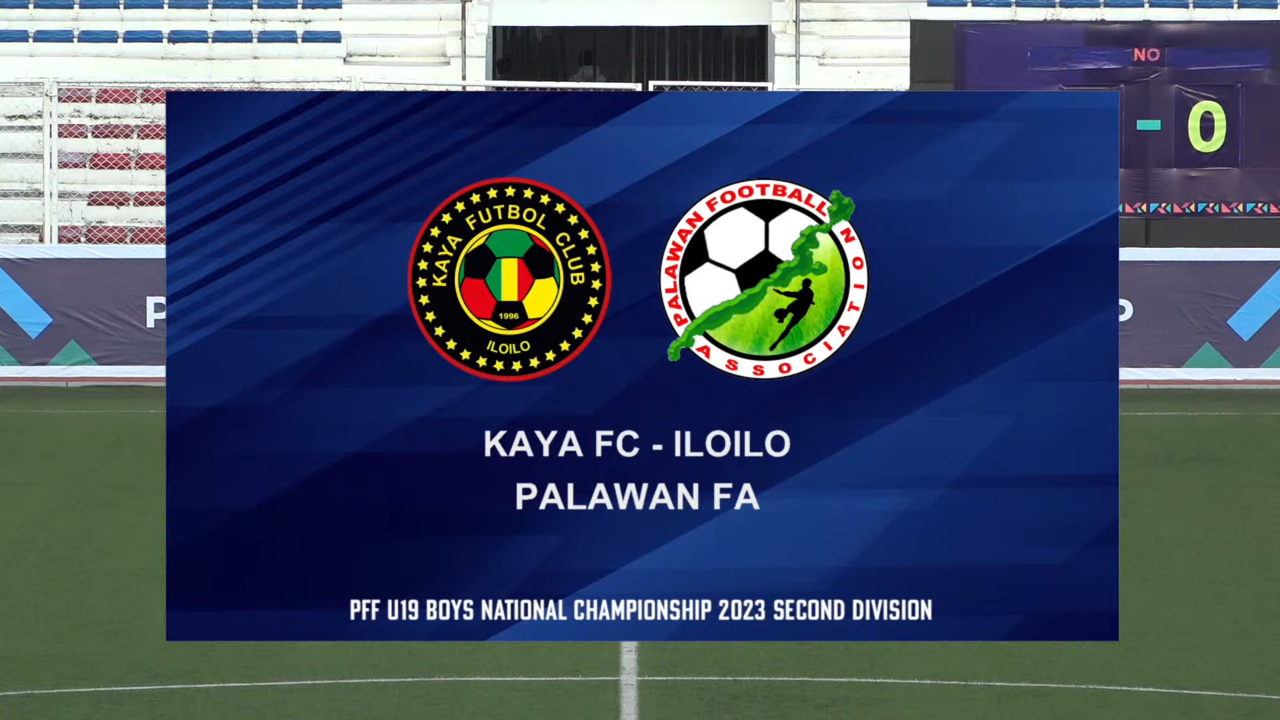 NO
- 0
KAYA FUTBOL CLUB
1996
ILOILO
PALAWAN FOOTBALL
ASSOCIATION
P
P
KAYA FC - ILOILO
PALAWAN FA
PFF U19 BOYS NATIONAL CHAMPIONSHIP 2023 SECOND DIVISION